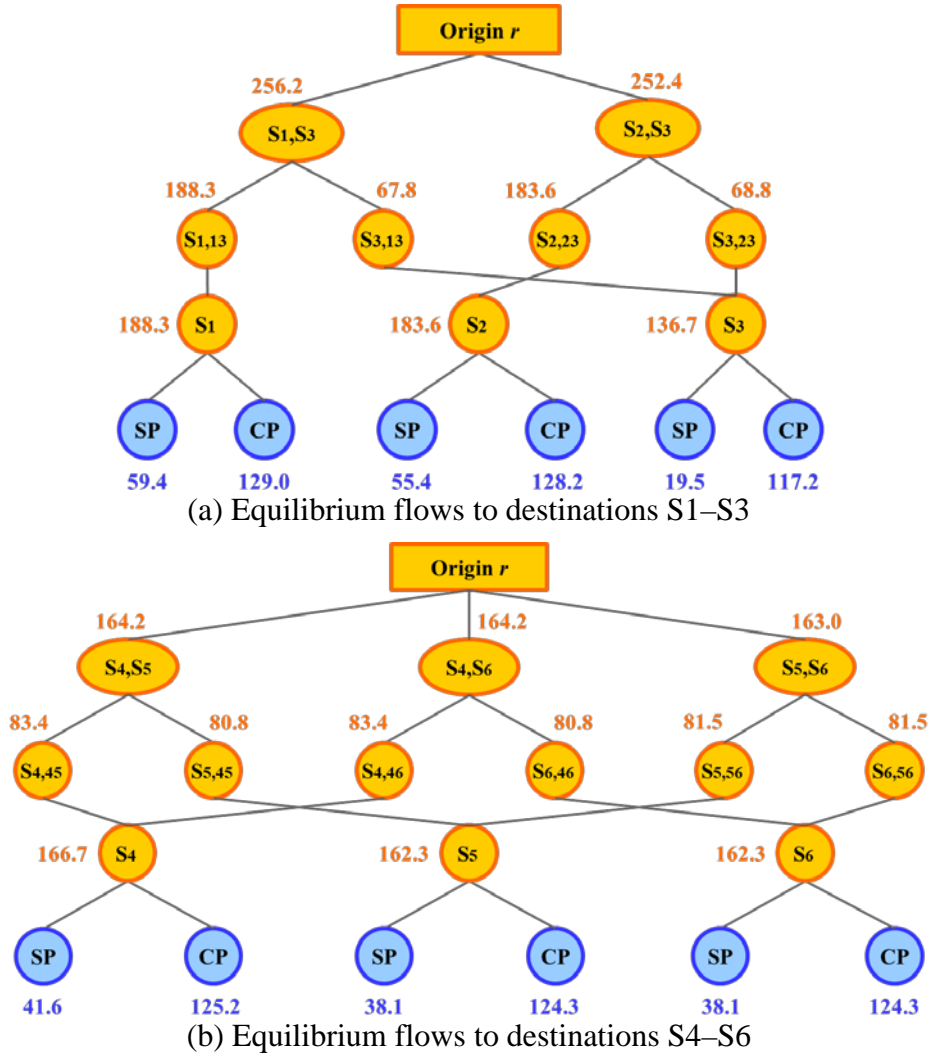 Origin r
256.2 252.4
S1,S3 S2,S3
188.3 67.8 183.6 68.8
S1,13 S3,13 S2,23 S3,23
188.3 S1 183.6 S2 136.7 S3
SP CP SP CP SP CP
59.4 129.0 55.4 128.2 19.5 117.2
(a) Equilibrium flows to destinations S1–S3
Origin r
164.2 164.2 163.0
S4,S5 S4,S6 S5,S6
83.4 80.8 83.4 80.8 81.5 81.5
S4,45 S5,45 S4,46 S6,46 S5,56 S6,56
166.7 S4 162.3 S5 162.3 S6
SP CP SP CP SP CP
41.6 125.2 38.1 124.3 38.1 124.3
(b) Equilibrium flows to destinations S4–S6